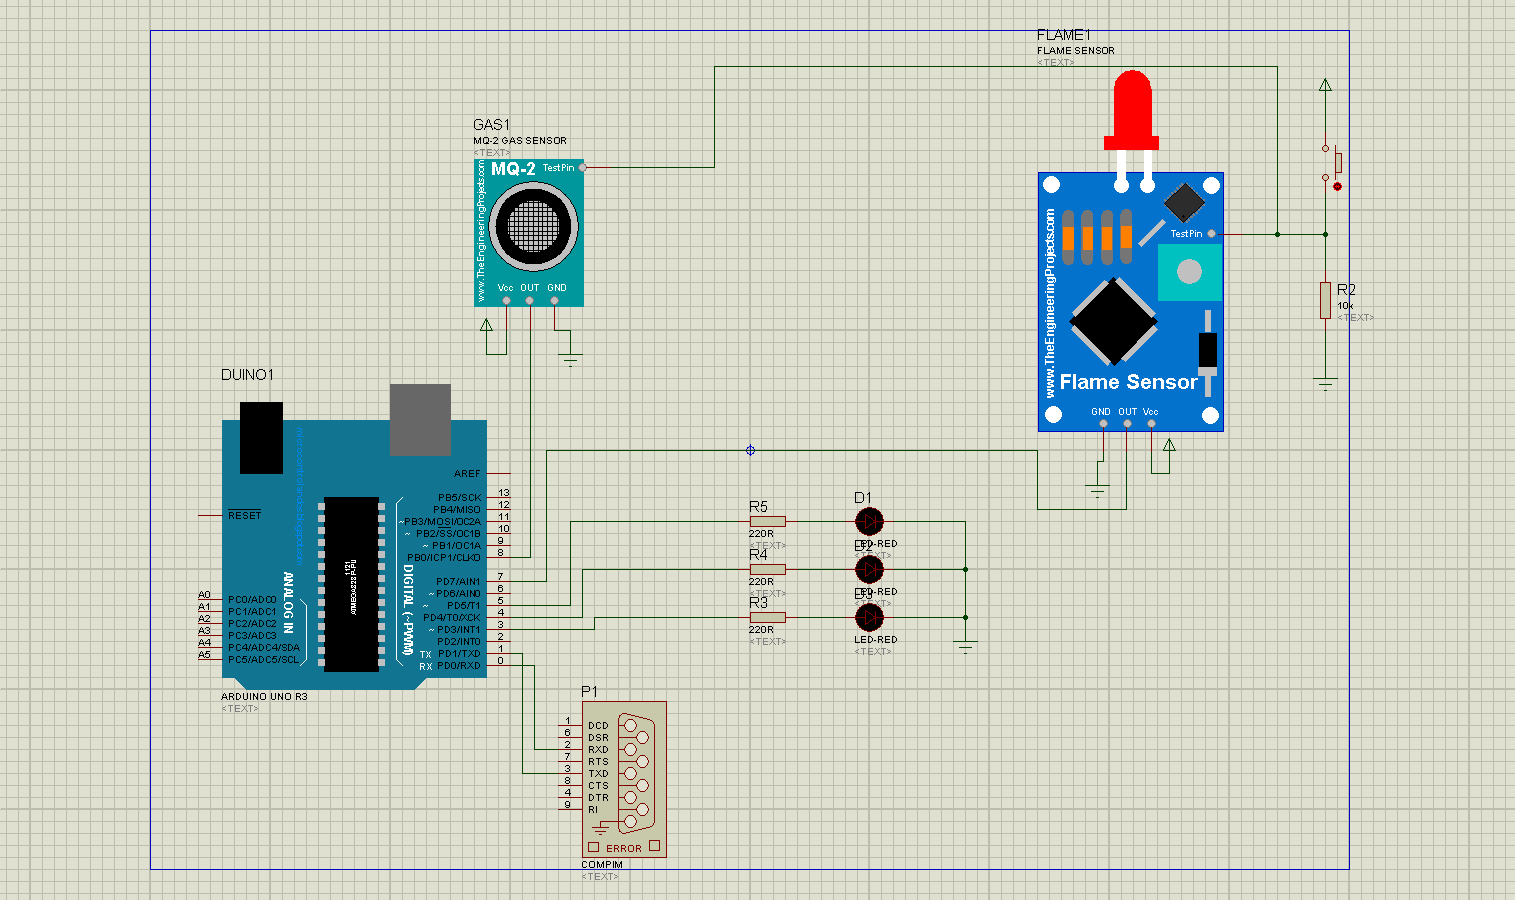 FLAME1
FLAME SENSOR
<TEXT>
GAS1
MQ-2 GAS SENSOR
<TEXT>
MQ-2 TestPin
www.TheEngineeringProjects.com
Vcc OUT GND
TestPin
www.TheEngineeringProjects.com
Flame Sensor
GND OUT Vcc
R2
10k
<TEXT>
DUINO1
AREF
RESET
PB5/SCK 13
PB4/MISO 12
~PB3/MOSI/OC2A 11
~ PB2/SS/OC1B 10
~ PB1/OC1A 9
PB0/ICP1/CLKO 8
PD7/AIN1 7
~ PD6/AIN0 6
~ PD5/T1 5
PD4/T0/XCK 4
~ PD3/INT1 3
PD2/INT0 2
TX PD1/TXD 1
RX PD0/RXD 0
DIGITAL (~PWM)
ANALOG IN
1121
ATMEGA328P-PU
A0 PC0/ADC0
A1 PC1/ADC1
A2 PC2/ADC2
A3 PC3/ADC3
A4 PC4/ADC4/SDA
A5 PC5/ADC5/SCL
ARDUINO UNO R3
<TEXT>
R5
220R
<TEXT>
D1
LED-RED
<TEXT>
R4
220R
<TEXT>
D2
LED-RED
<TEXT>
R3
220R
<TEXT>
D3
LED-RED
<TEXT>
P1
1 DCD
6 DSR
2 RXD
7 RTS
3 TXD
8 CTS
4 DTR
9 RI
ERROR
COMPIM
<TEXT>